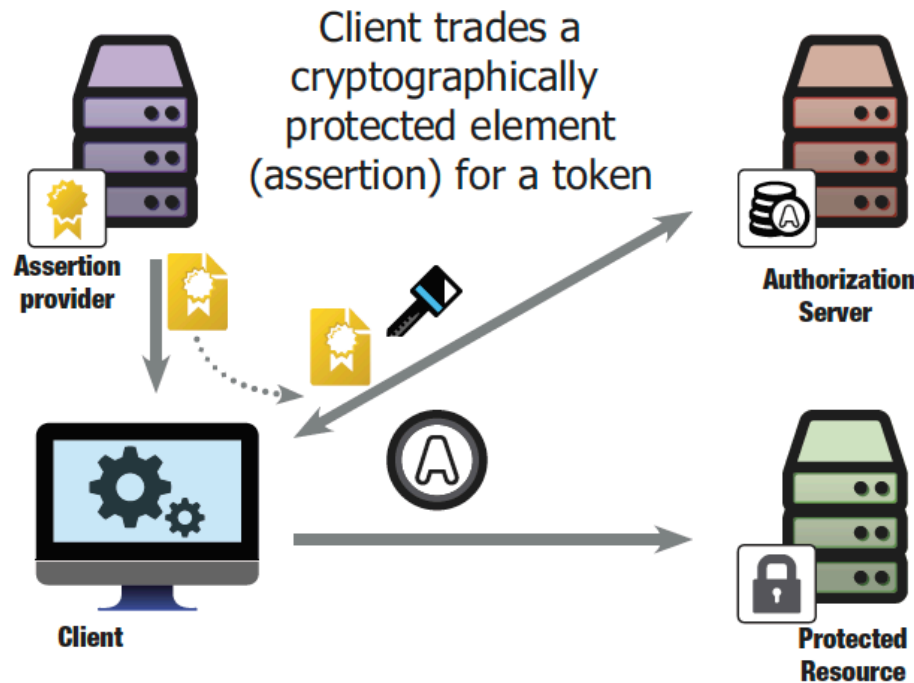 Client trades a
cryptographically
protected element
(assertion) for a token
Assertion
provider
Authorization
Server
A
A
Client
Protected
Resource